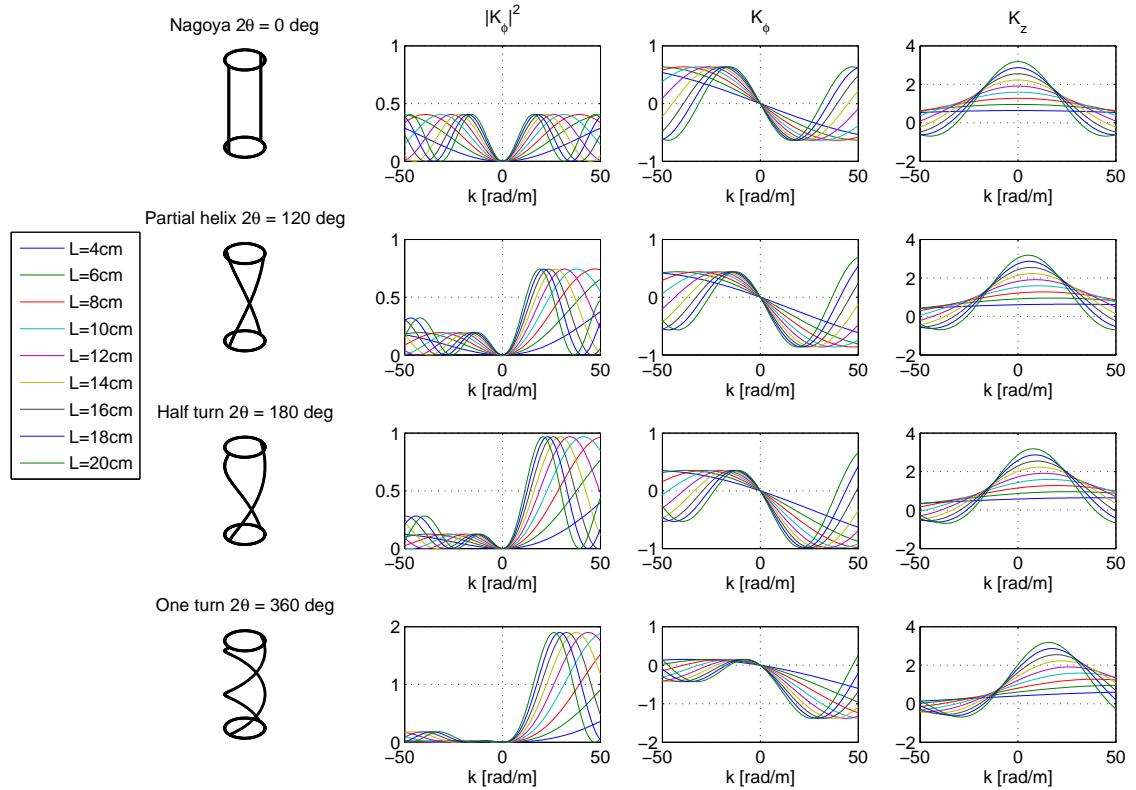 Nagoya 2θ = 0 deg
|K_ϕ|^2
K_ϕ
K_z
1
0.5
0
−50 0 50
k [rad/m]
1
0
−1
−50 0 50
k [rad/m]
4
2
0
−2
−50 0 50
k [rad/m]
Partial helix 2θ = 120 deg
1
0.5
0
−50 0 50
k [rad/m]
1
0
−1
−50 0 50
k [rad/m]
4
2
0
−2
−50 0 50
k [rad/m]
L=4cm
L=6cm
L=8cm
L=10cm
L=12cm
L=14cm
L=16cm
L=18cm
L=20cm
Half turn 2θ = 180 deg
1
0.5
0
−50 0 50
k [rad/m]
1
0
−1
−50 0 50
k [rad/m]
4
2
0
−2
−50 0 50
k [rad/m]
One turn 2θ = 360 deg
2
1
0
−50 0 50
k [rad/m]
1
0
−1
−2
−50 0 50
k [rad/m]
4
2
0
−2
−50 0 50
k [rad/m]